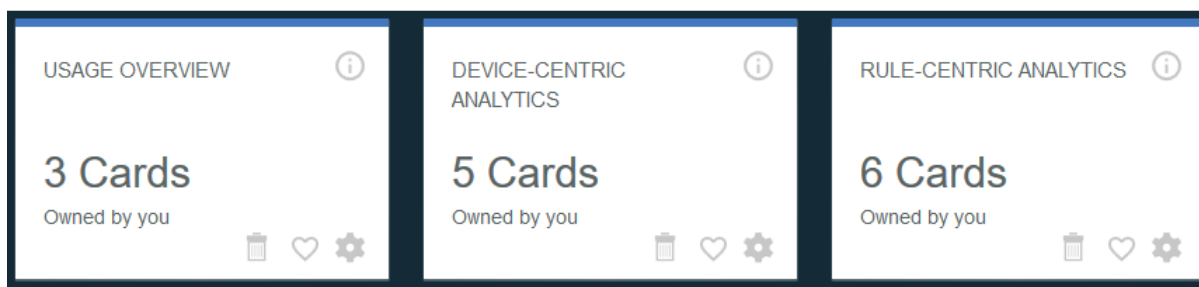 USAGE OVERVIEW
3 Cards
Owned by you
DEVICE-CENTRIC
ANALYTICS
5 Cards
Owned by you
RULE-CENTRIC ANALYTICS
6 Cards
Owned by you